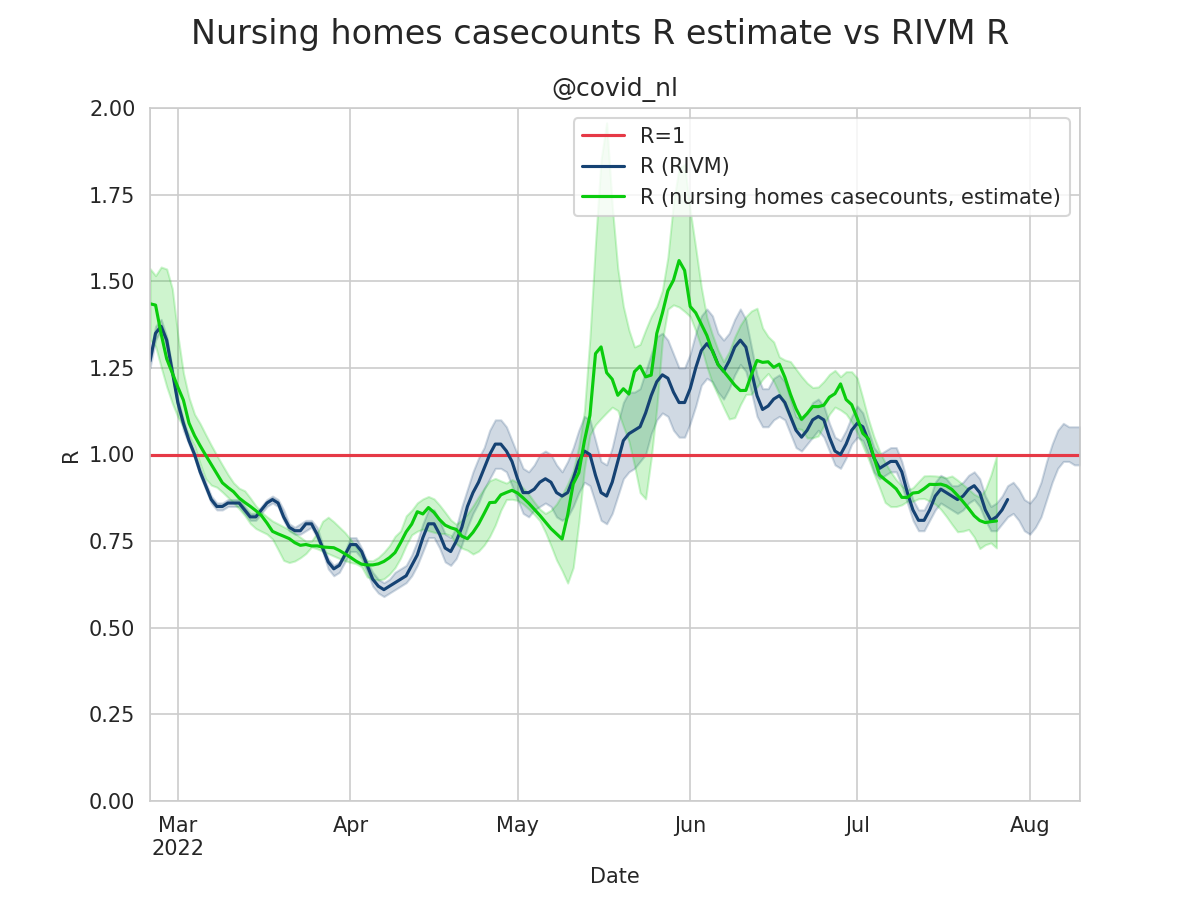 Nursing homes casecounts R estimate vs RIVM R
@covid_nl
R=1
R (RIVM)
R (nursing homes casecounts, estimate)
2.00
1.75
1.50
1.25
1.00
0.75
0.50
0.25
0.00
R
Mar
2022
Apr
May
Jun
Jul
Aug
Date